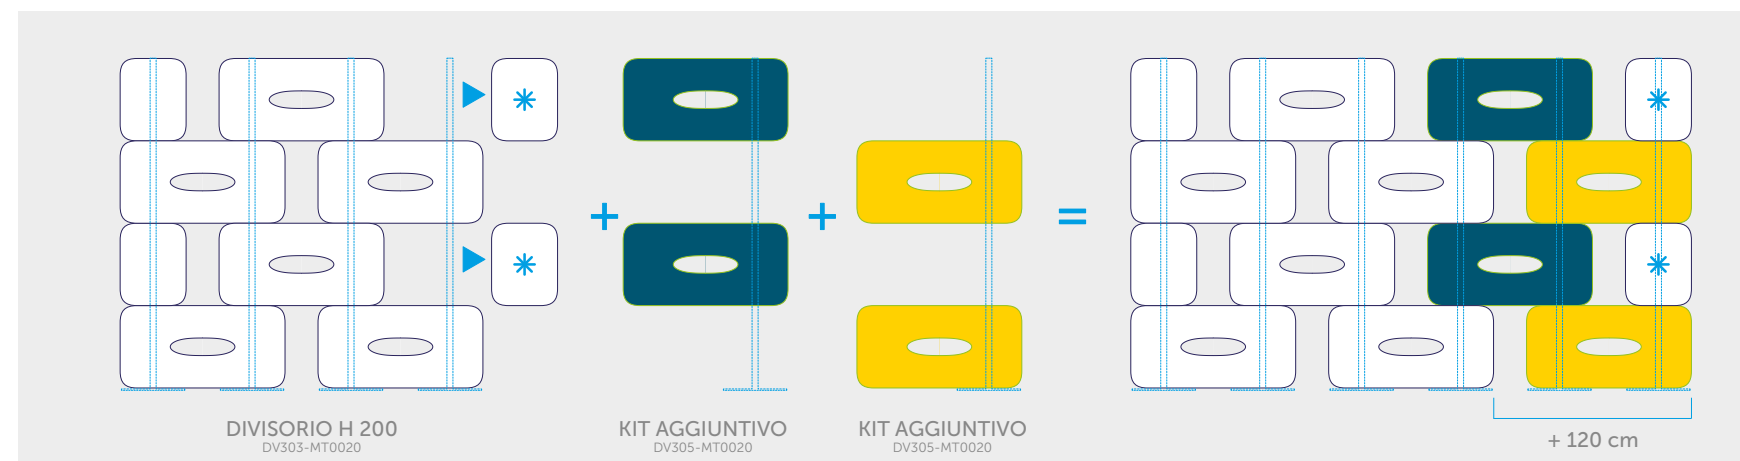 DIVISORIO H 200
DV303-MT0020
KIT AGGIUNTIVO
DV305-MT0020
KIT AGGIUNTIVO
DV305-MT0020
+ 120 cm